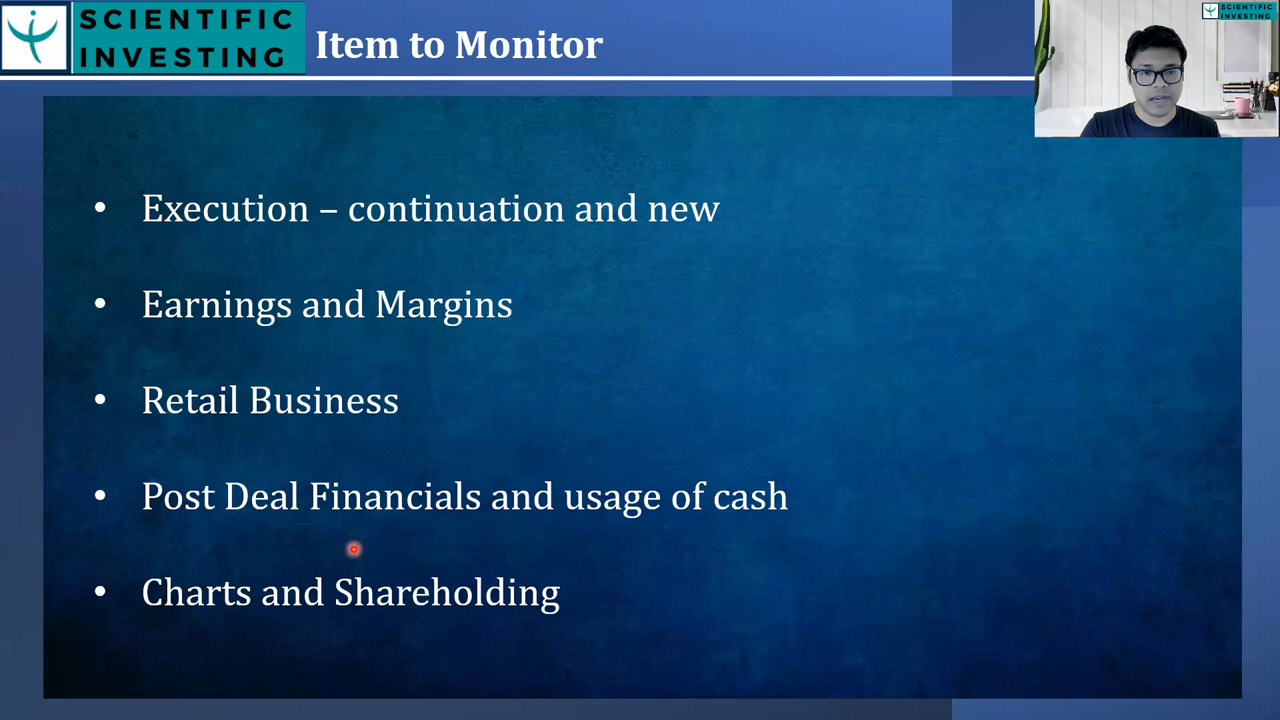 SCIENTIFIC
INVESTING
Item to Monitor
SCIENTIFIC
INVESTING
• Execution – continuation and new
• Earnings and Margins
• Retail Business
• Post Deal Financials and usage of cash
• Charts and Shareholding